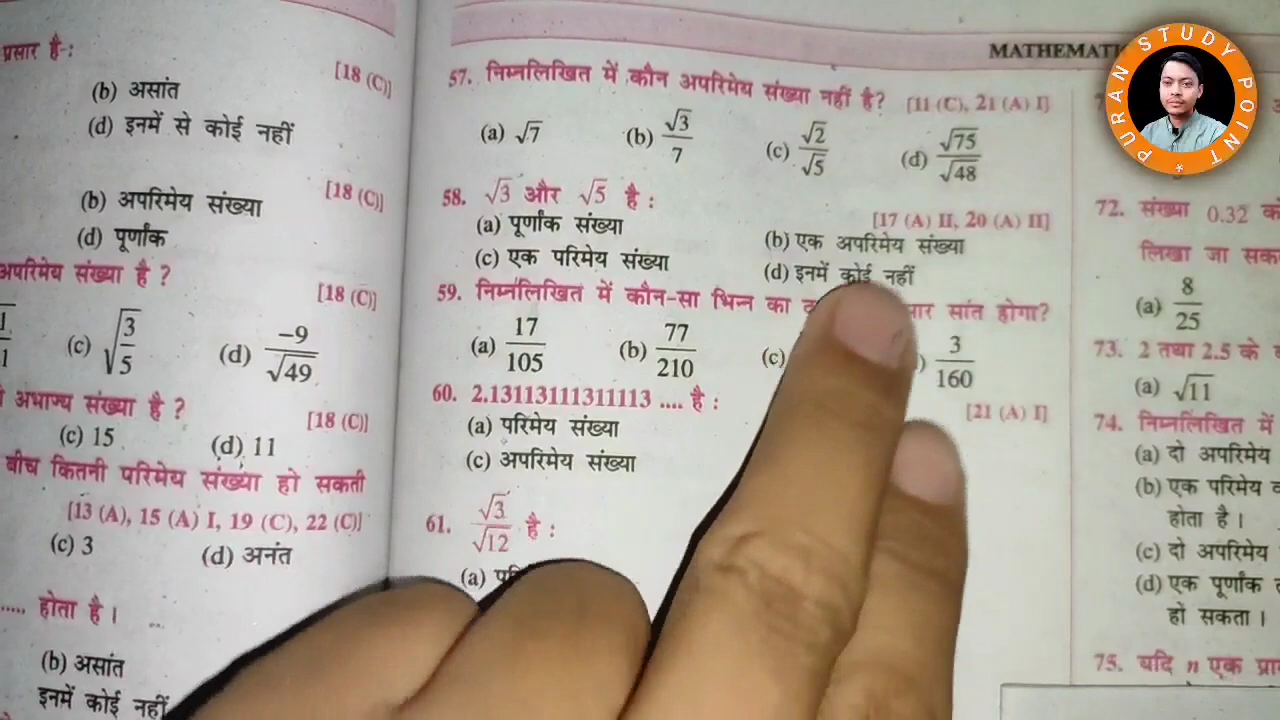 प्रसार है :
[18 (C)]
(b) असांत
(d) इनमें से कोई नहीं
[18 (C)]
(b) अपरिमेय संख्या
(d) पूर्णांक
अपरिमेय संख्या है ?
[18 (C)]
(c) √3/5
(d) -9/√49
अभाज्य संख्या है ?
[18 (C)]
(c) 15
(d) 11
बीच कितनी परिमेय संख्या हो सकती
[13 (A), 15 (A) I, 19 (C), 22 (C)]
(c) 3
(d) अनंत
..... होता है ।
(b) असांत
इनमें कोई नहीं
MATHEMATI
57. निम्नलिखित में कौन अपरिमेय संख्या नहीं है? [11 (C), 21 (A) I]
(a) √7 (b) √3/7 (c) √2/√5 (d) √75/√48
58. √3 और √5 है :
[17 (A) II, 20 (A) II]
(a) पूर्णांक संख्या (b) एक अपरिमेय संख्या
(c) एक परिमेय संख्या (d) इनमें कोई नहीं
59. निम्नलिखित में कौन-सा भिन्न का सांत होगा?
(a) 17/105 (b) 77/210 (c) 3/160
[21 (A) I]
60. 2.13113111311113 .... है :
(a) परिमेय संख्या
(c) अपरिमेय संख्या
61. √3/√12 है :
(a)
72. संख्या 0.32
लिखा जा
(a) 8/25
73. 2 तथा 2.5 के
(a) √11
74. निम्नलिखित में
(a) दो अपरिमेय
(b) एक परिमेय
होता है ।
(c) दो अपरिमेय
(d) एक पूर्णांक
हो सकता ।
75. यदि n एक
PURAN STUDY POINT *